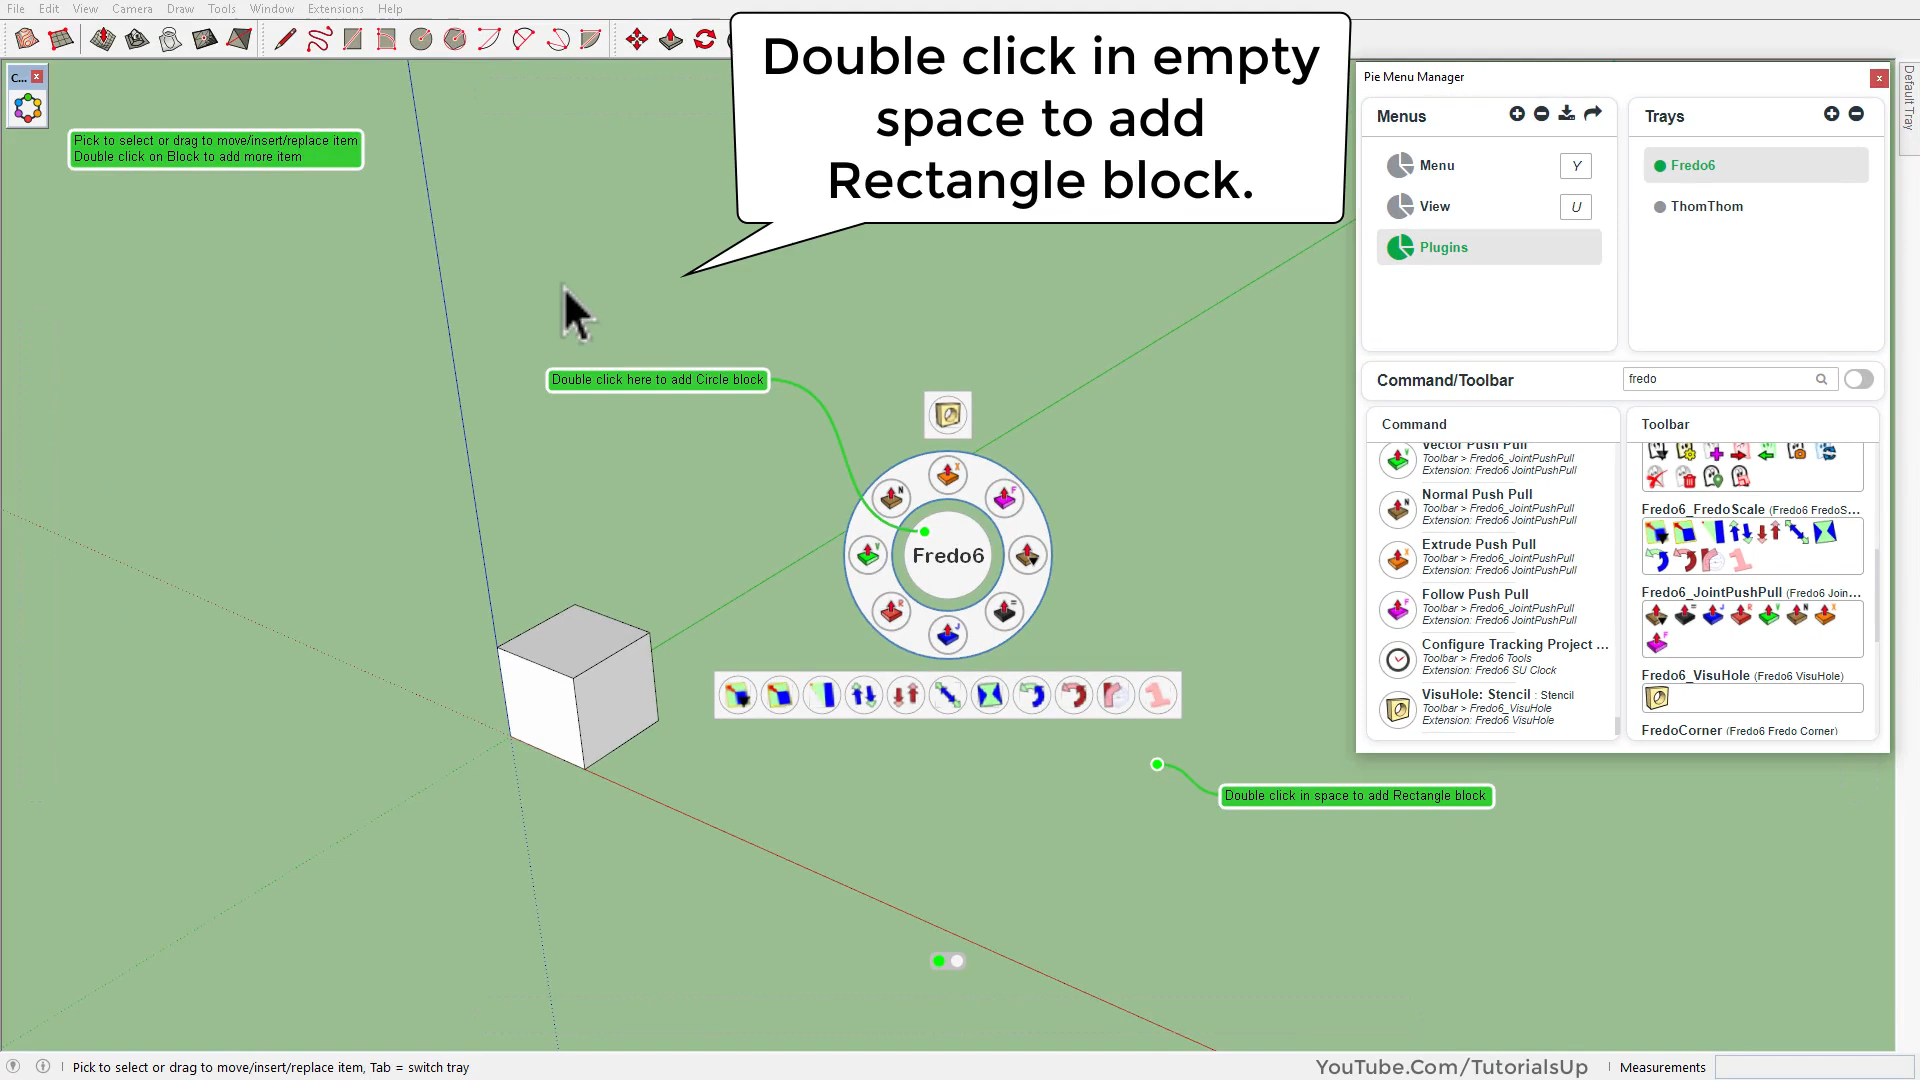 File Edit View Camera Draw Tools Window Extensions Help
Double click in empty
space to add
Rectangle block.
C...
Pick to select or drag to move/insert/replace item
Double click on Block to add more item
Double click here to add Circle block
Fredo6
Double click in space to add Rectangle block
Pie Menu Manager
Default Tray
Menus
Menu Y
View U
Plugins
Trays
Fredo6
ThomThom
Command/Toolbar
fredo
Command
Vector Push Pull
Toolbar > Fredo6_JointPushPull
Extension: Fredo6 JointPushPull
Normal Push Pull
Toolbar > Fredo6_JointPushPull
Extension: Fredo6 JointPushPull
Extrude Push Pull
Toolbar > Fredo6_JointPushPull
Extension: Fredo6 JointPushPull
Follow Push Pull
Toolbar > Fredo6_JointPushPull
Extension: Fredo6 JointPushPull
Configure Tracking Project ...
Toolbar > Fredo6 Tools
Extension: Fredo6 SU Clock
VisuHole: Stencil : Stencil
Toolbar > Fredo6_VisuHole
Extension: Fredo6 VisuHole
Toolbar
Fredo6_FredoScale (Fredo6 FredoS...
Fredo6_JointPushPull (Fredo6 Join...
Fredo6_VisuHole (Fredo6 VisuHole)
FredoCorner (Fredo6 Fredo Corner)
Pick to select or drag to move/insert/replace item, Tab = switch tray
YouTube.Com/TutorialsUp
Measurements